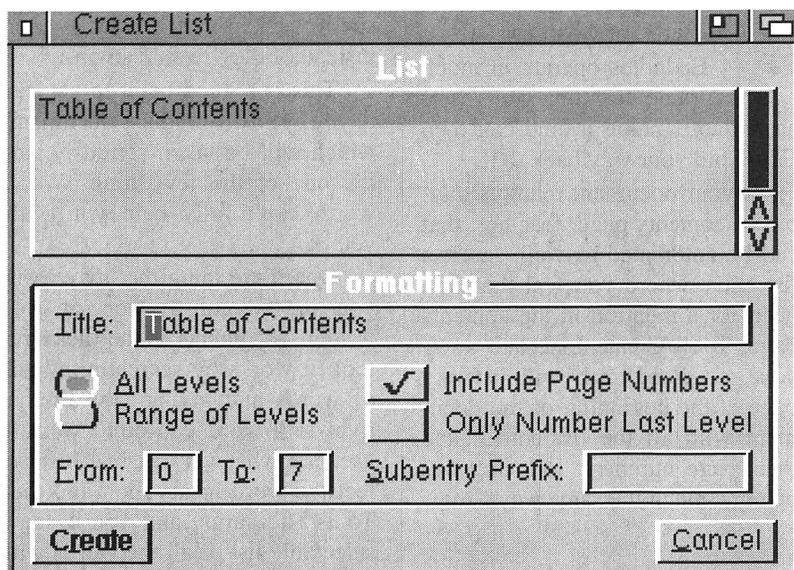 Create List
List
Table of Contents
Formatting
Title: Table of Contents
All Levels
Include Page Numbers
Range of Levels
Only Number Last Level
From: 0 To: 7 Subentry Prefix:
Create Cancel